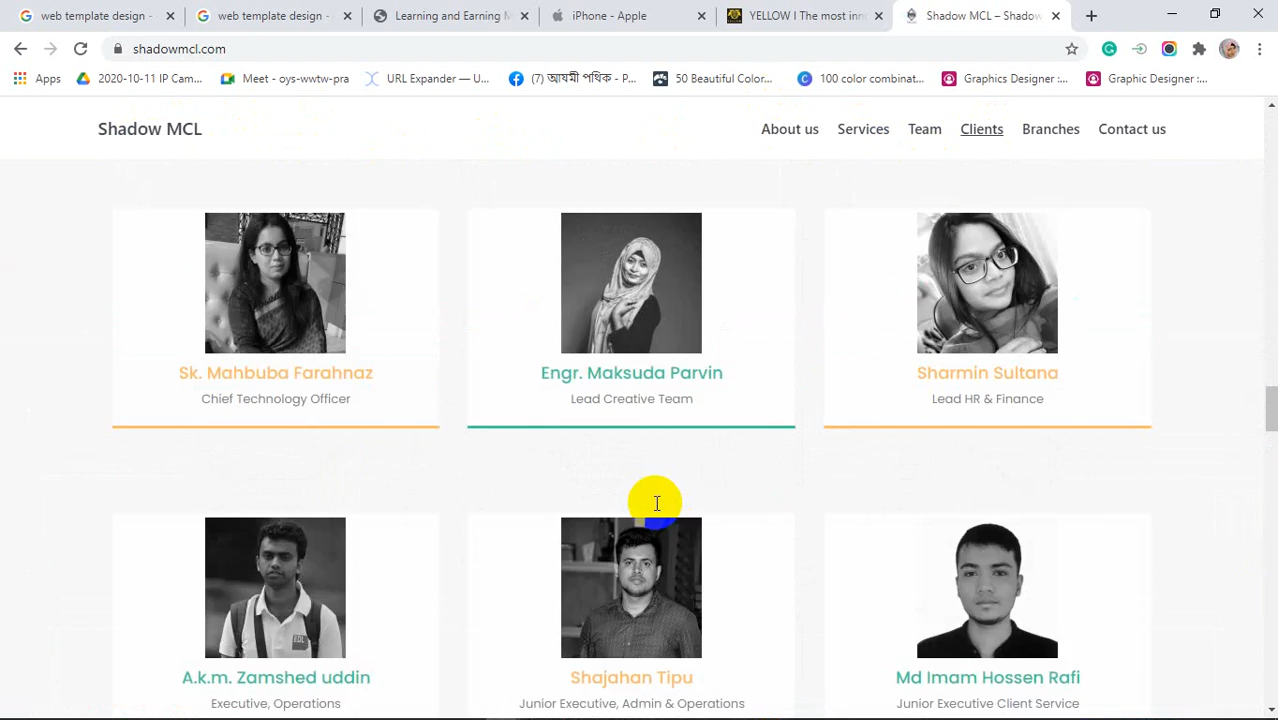 web template design -
web template design -
Learning and Earning M
iPhone - Apple
YELLOW I The most inn
Shadow MCL – Shadow
shadowmcl.com
Apps
2020-10-11 IP Cam...
Meet - sys-wwtw-pra
URL Expander — U...
(7) আযমী পথিক - P...
50 Beautiful Color...
100 color combinat...
Graphics Designer :...
Graphic Designer :...
Shadow MCL
About us
Services
Team
Clients
Branches
Contact us
Sk. Mahbuba Farahnaz
Chief Technology Officer
Engr. Maksuda Parvin
Lead Creative Team
Sharmin Sultana
Lead HR & Finance
A.k.m. Zamshed uddin
Executive, Operations
Shajahan Tipu
Junior Executive, Admin & Operations
Md Imam Hossen Rafi
Junior Executive Client Service